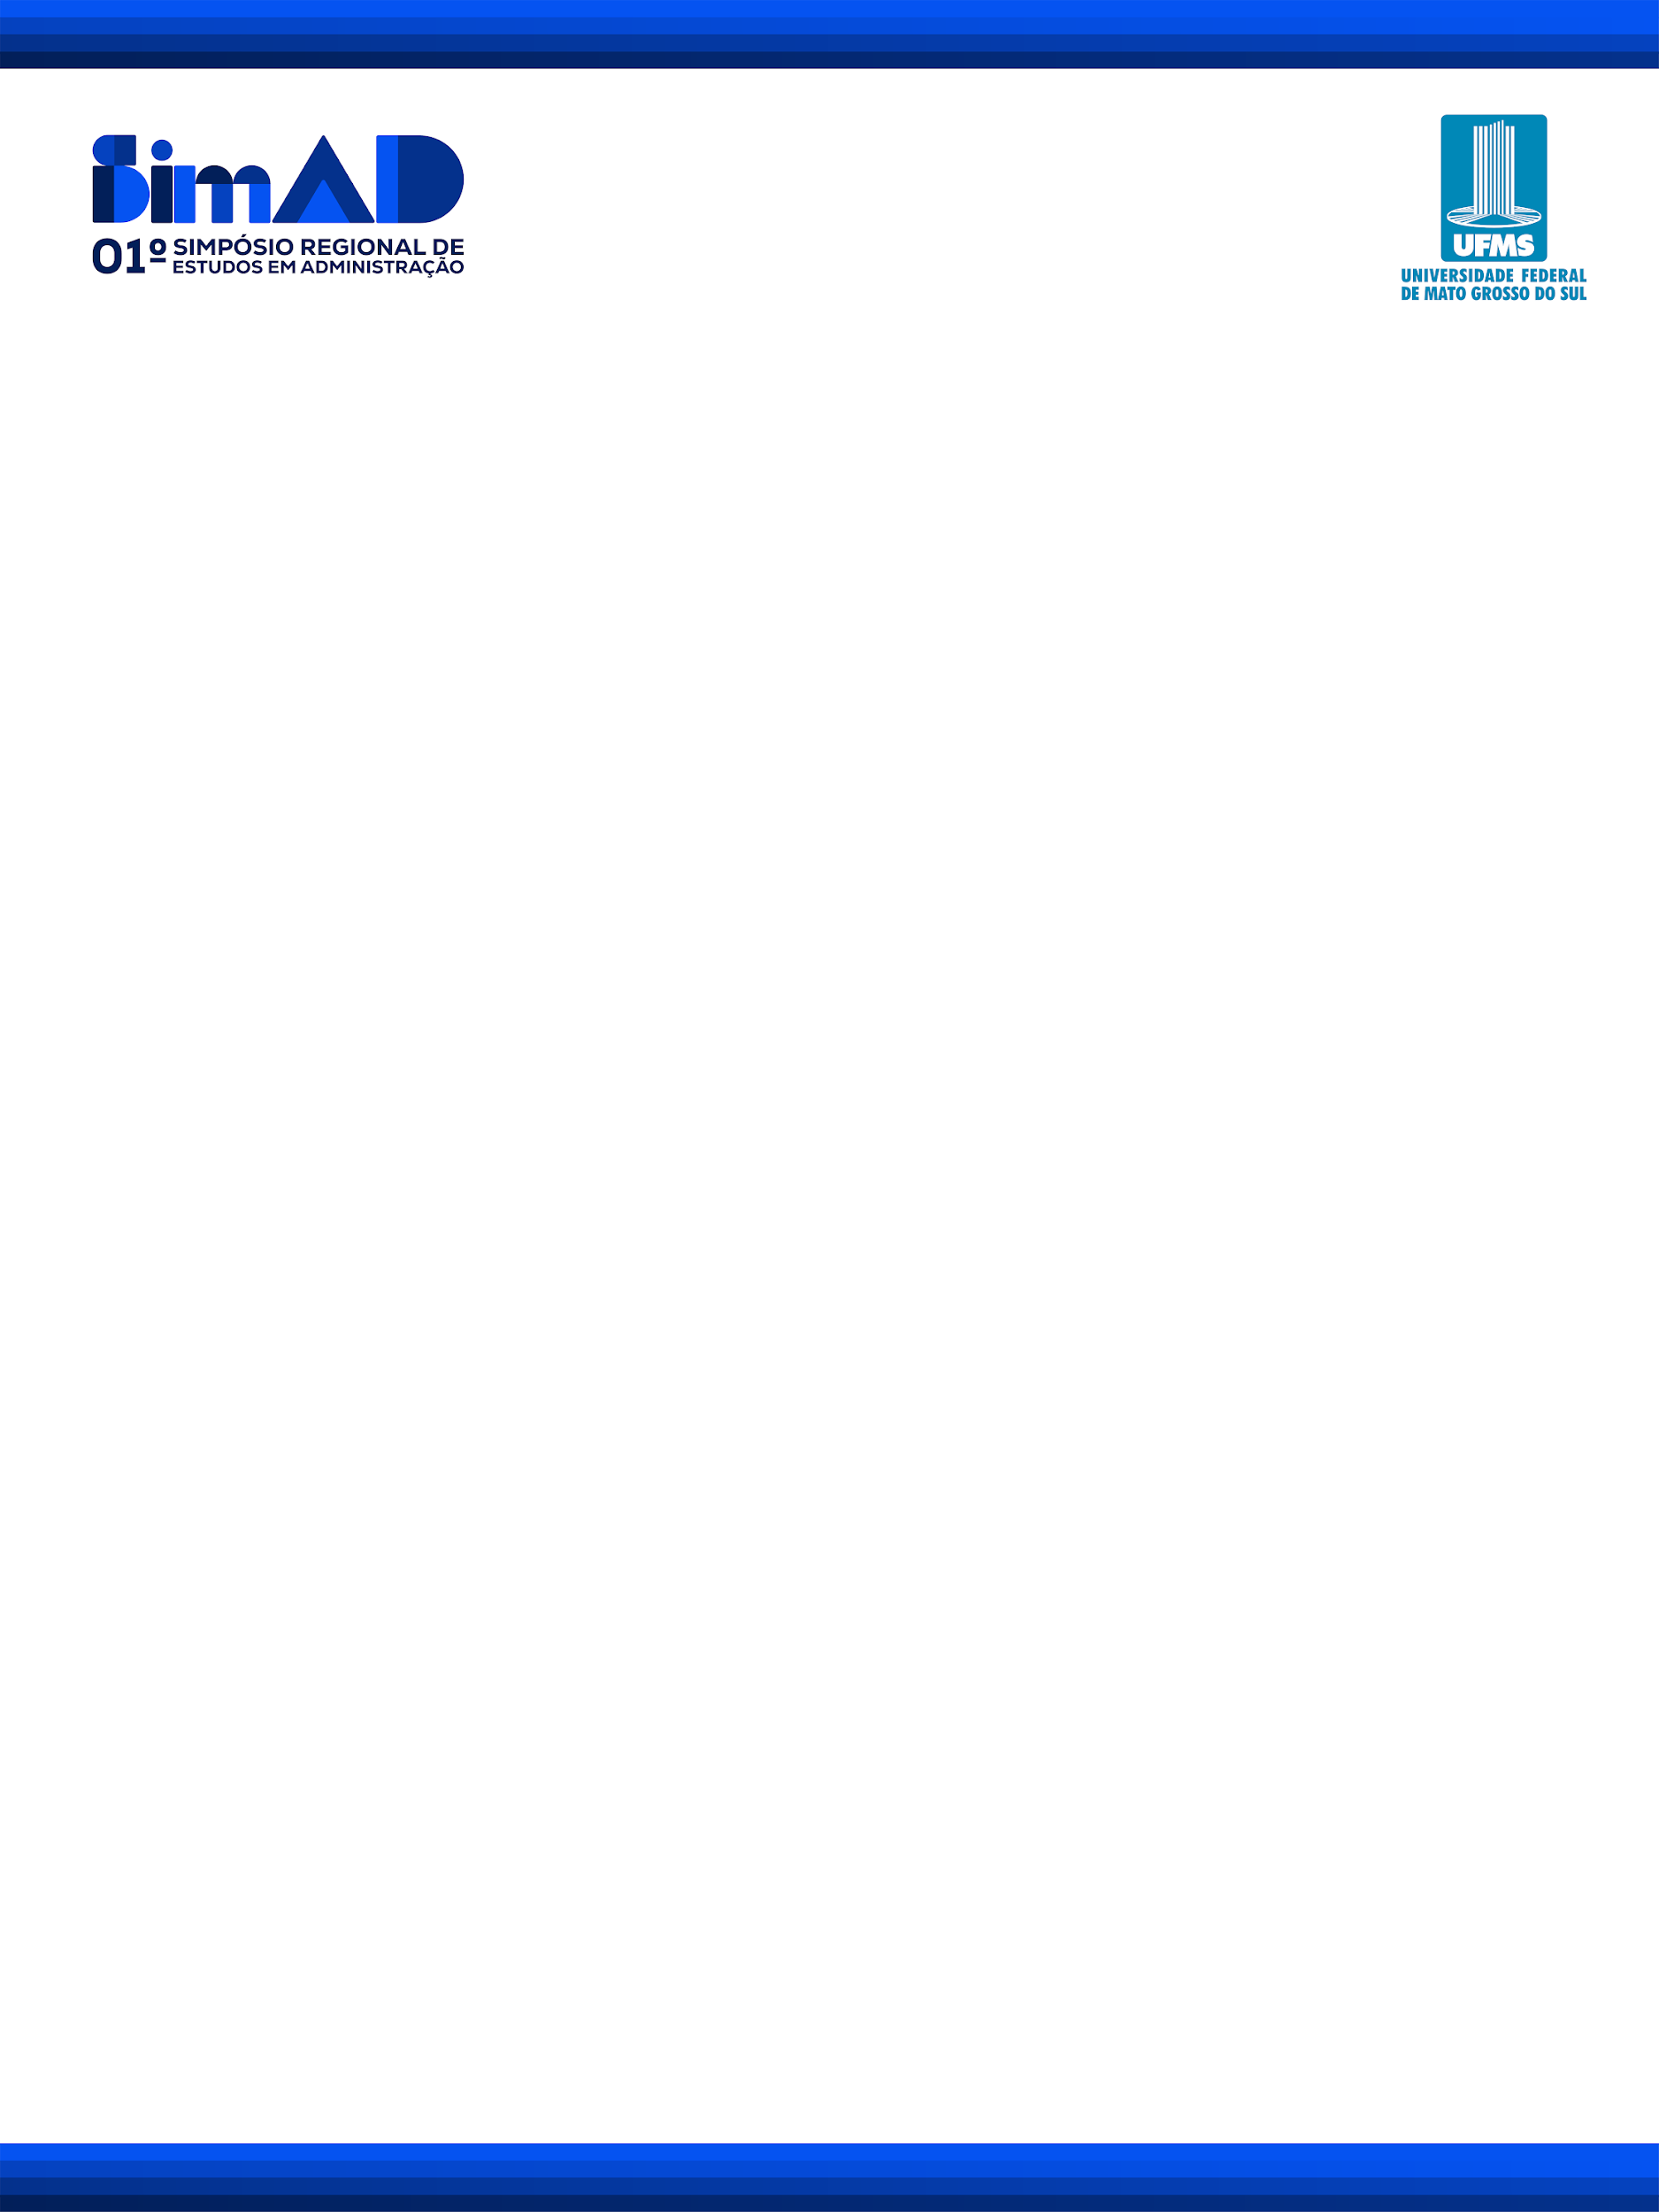 SimAD
01º SIMPÓSIO REGIONAL DE
ESTUDOS EM ADMINISTRAÇÃO
UFMS
UNIVERSIDADE FEDERAL
DE MATO GROSSO DO SUL